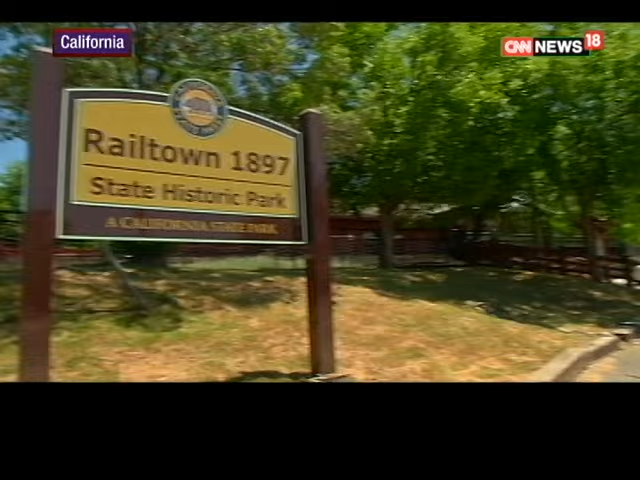 California
CNN NEWS 18
Railtown 1897
State Historic Park
A CALIFORNIA STATE PARK